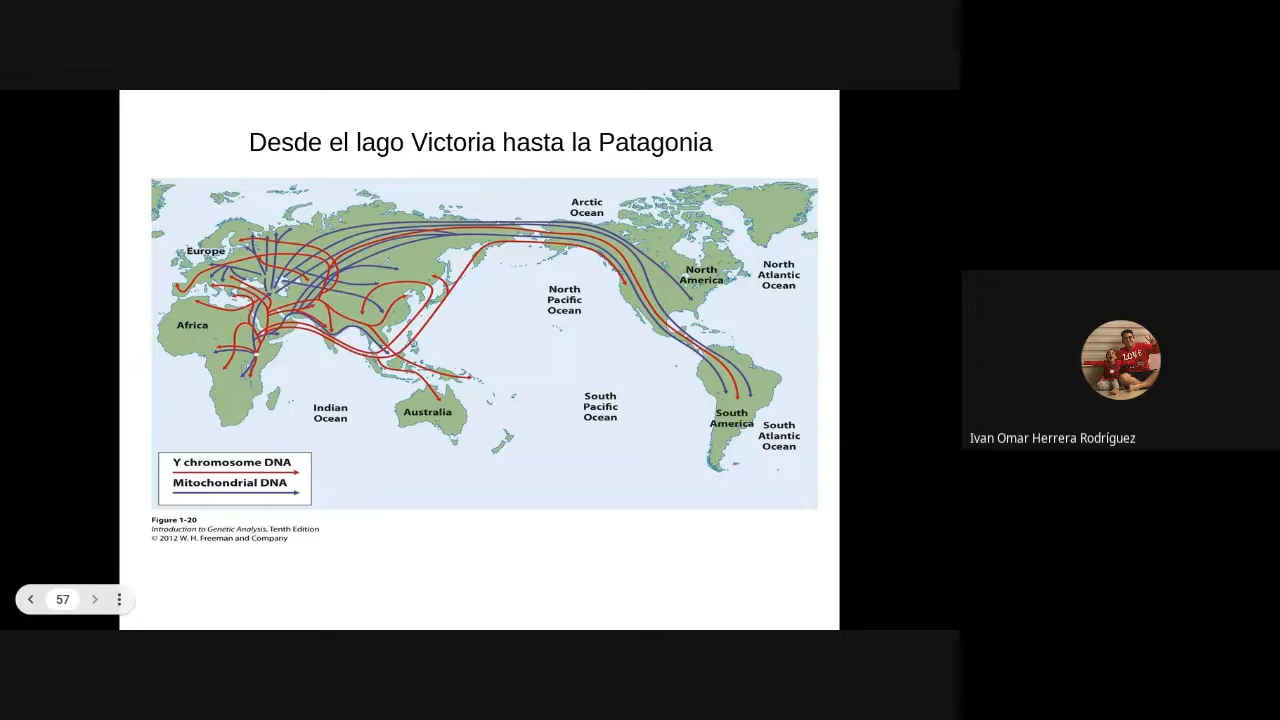 Desde el lago Victoria hasta la Patagonia
Arctic
Ocean
Europe
North
America
North
Atlantic
Ocean
North
Pacific
Ocean
Africa
Indian
Ocean
Australia
South
Pacific
Ocean
South
America
South
Atlantic
Ocean
Y chromosome DNA
Mitochondrial DNA
Figure 1-20
Introduction to Genetic Analysis, Tenth Edition
© 2012 W. H. Freeman and Company
57
LOVE
Ivan Omar Herrera Rodríguez